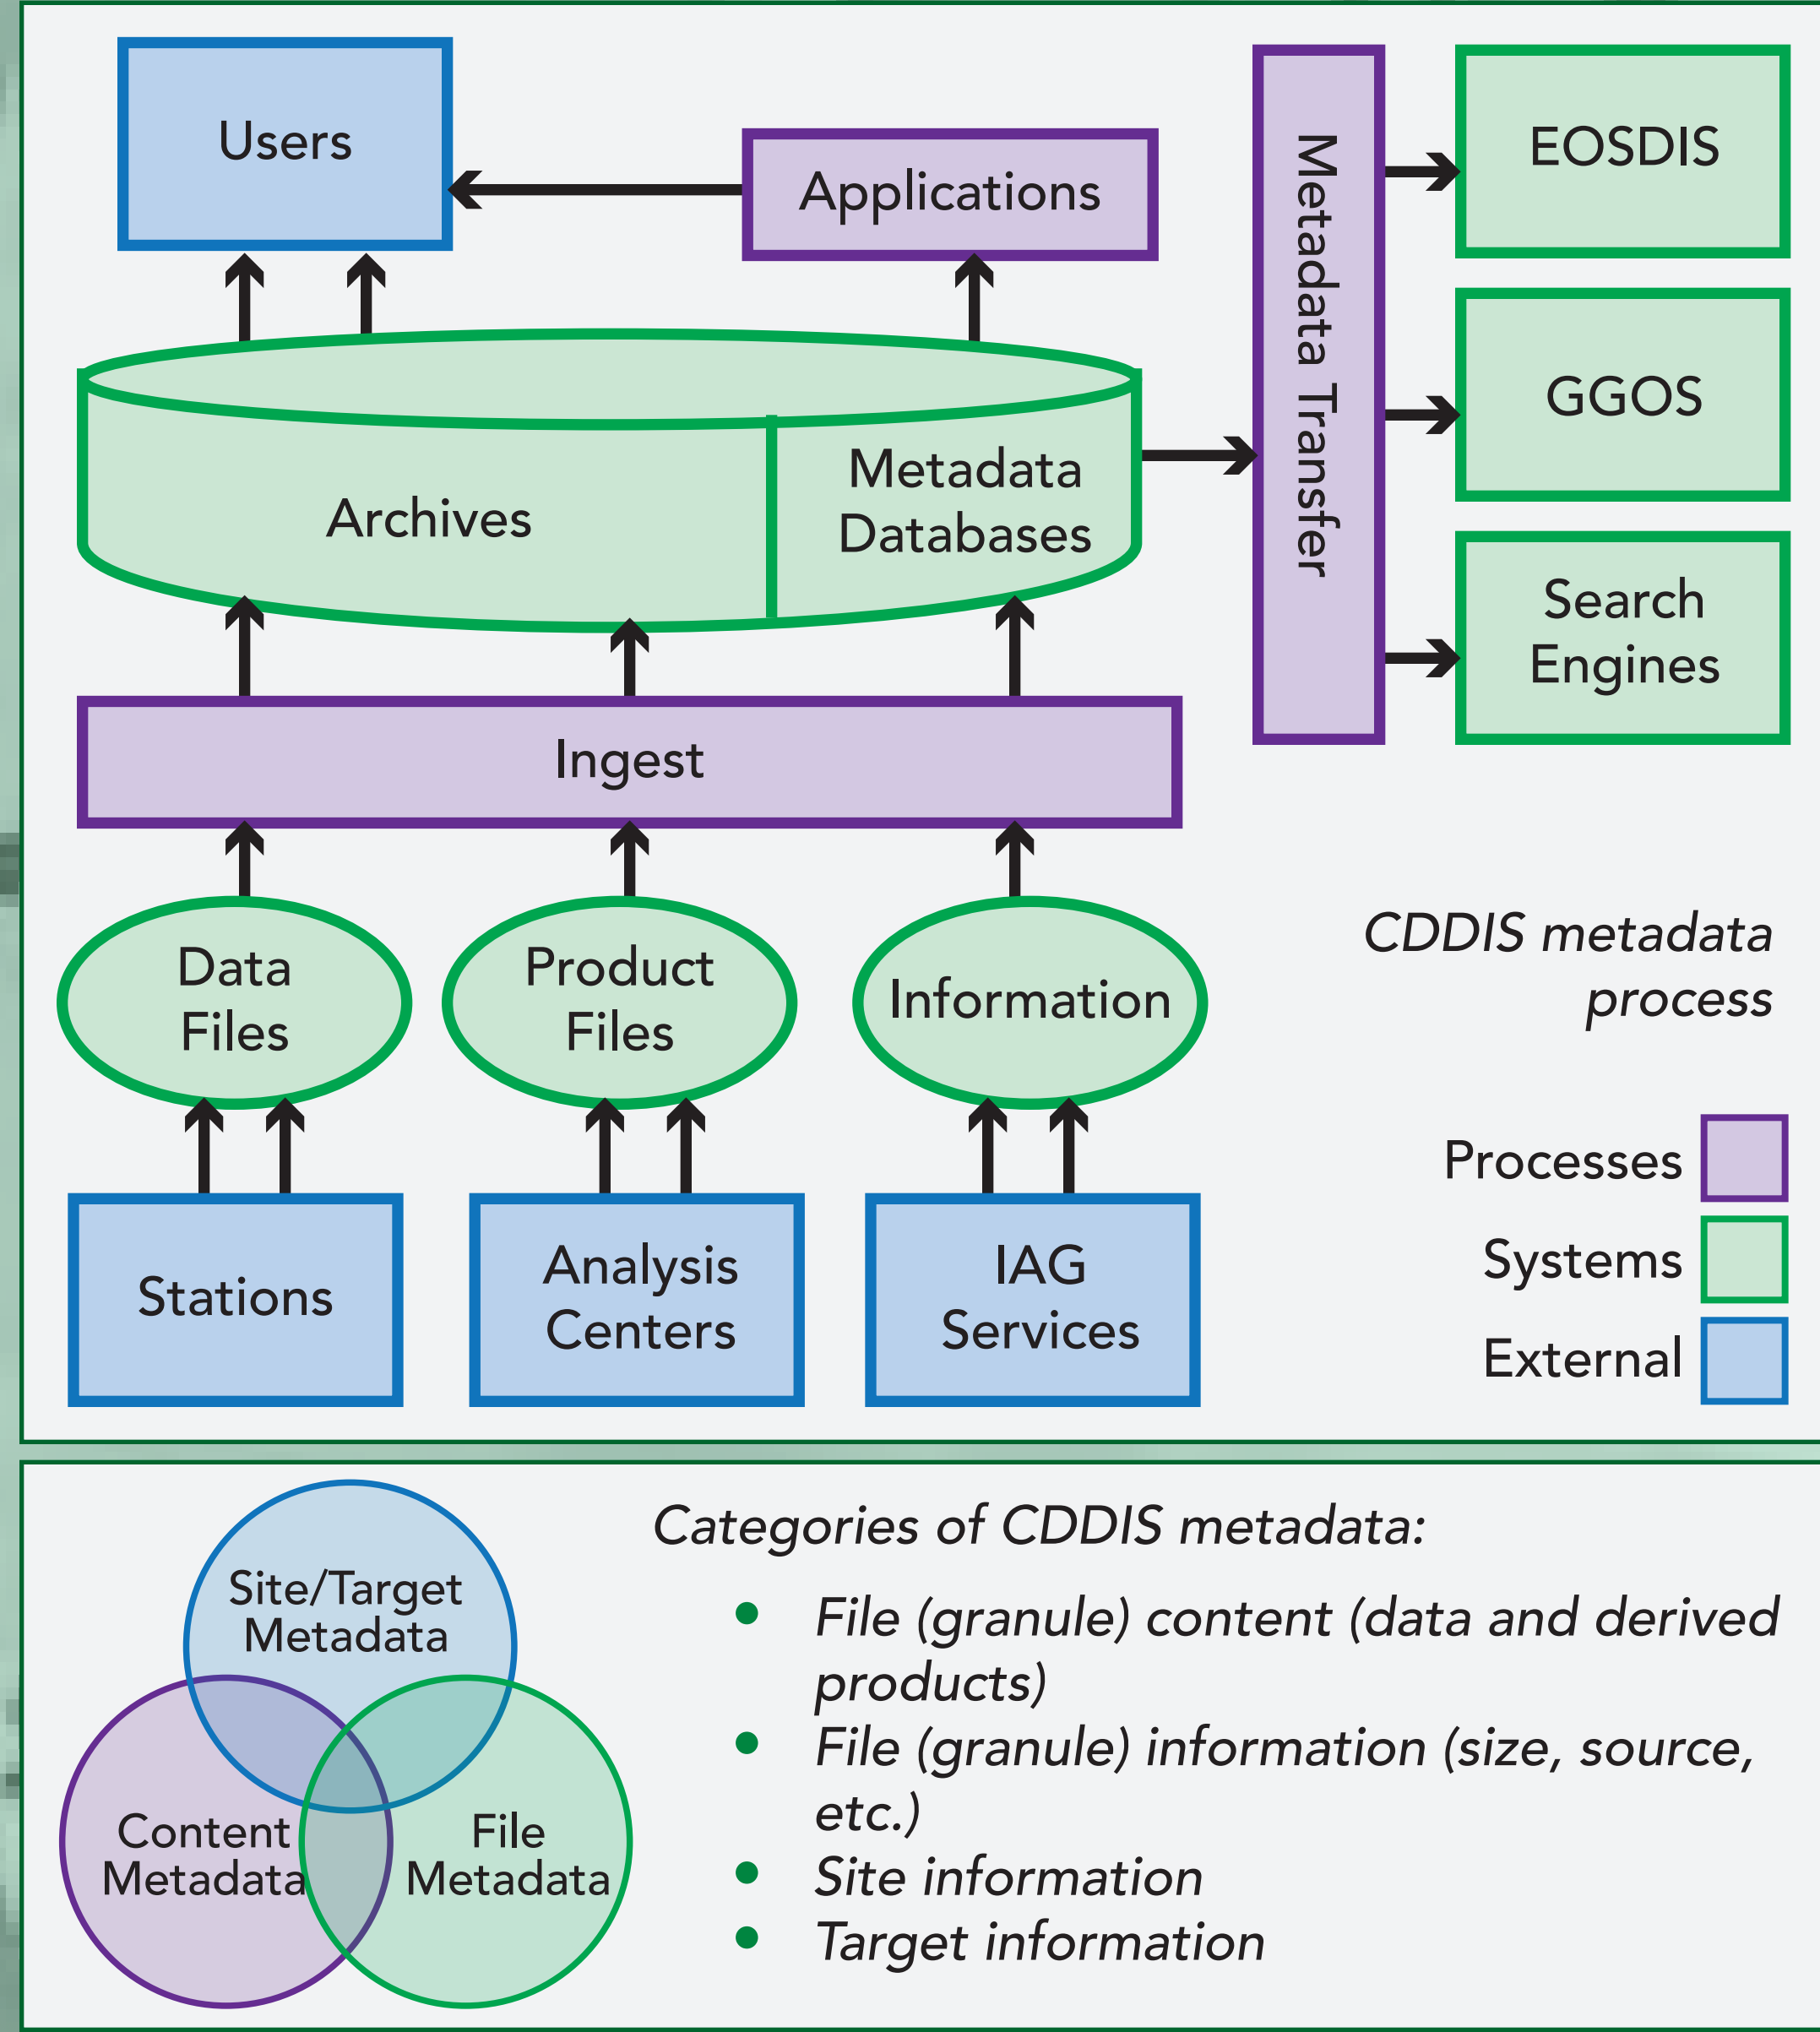 Users
Applications
Metadata Transfer
EOSDIS
GGOS
Search
Engines
Archives
Metadata
Databases
Ingest
Data
Files
Product
Files
Information
Stations
Analysis
Centers
IAG
Services
CDDIS metadata
process
Processes
Systems
External
Site/Target
Metadata
Content
Metadata
File
Metadata
Categories of CDDIS metadata:
• File (granule) content (data and derived
products)
• File (granule) information (size, source,
etc.)
• Site information
• Target information